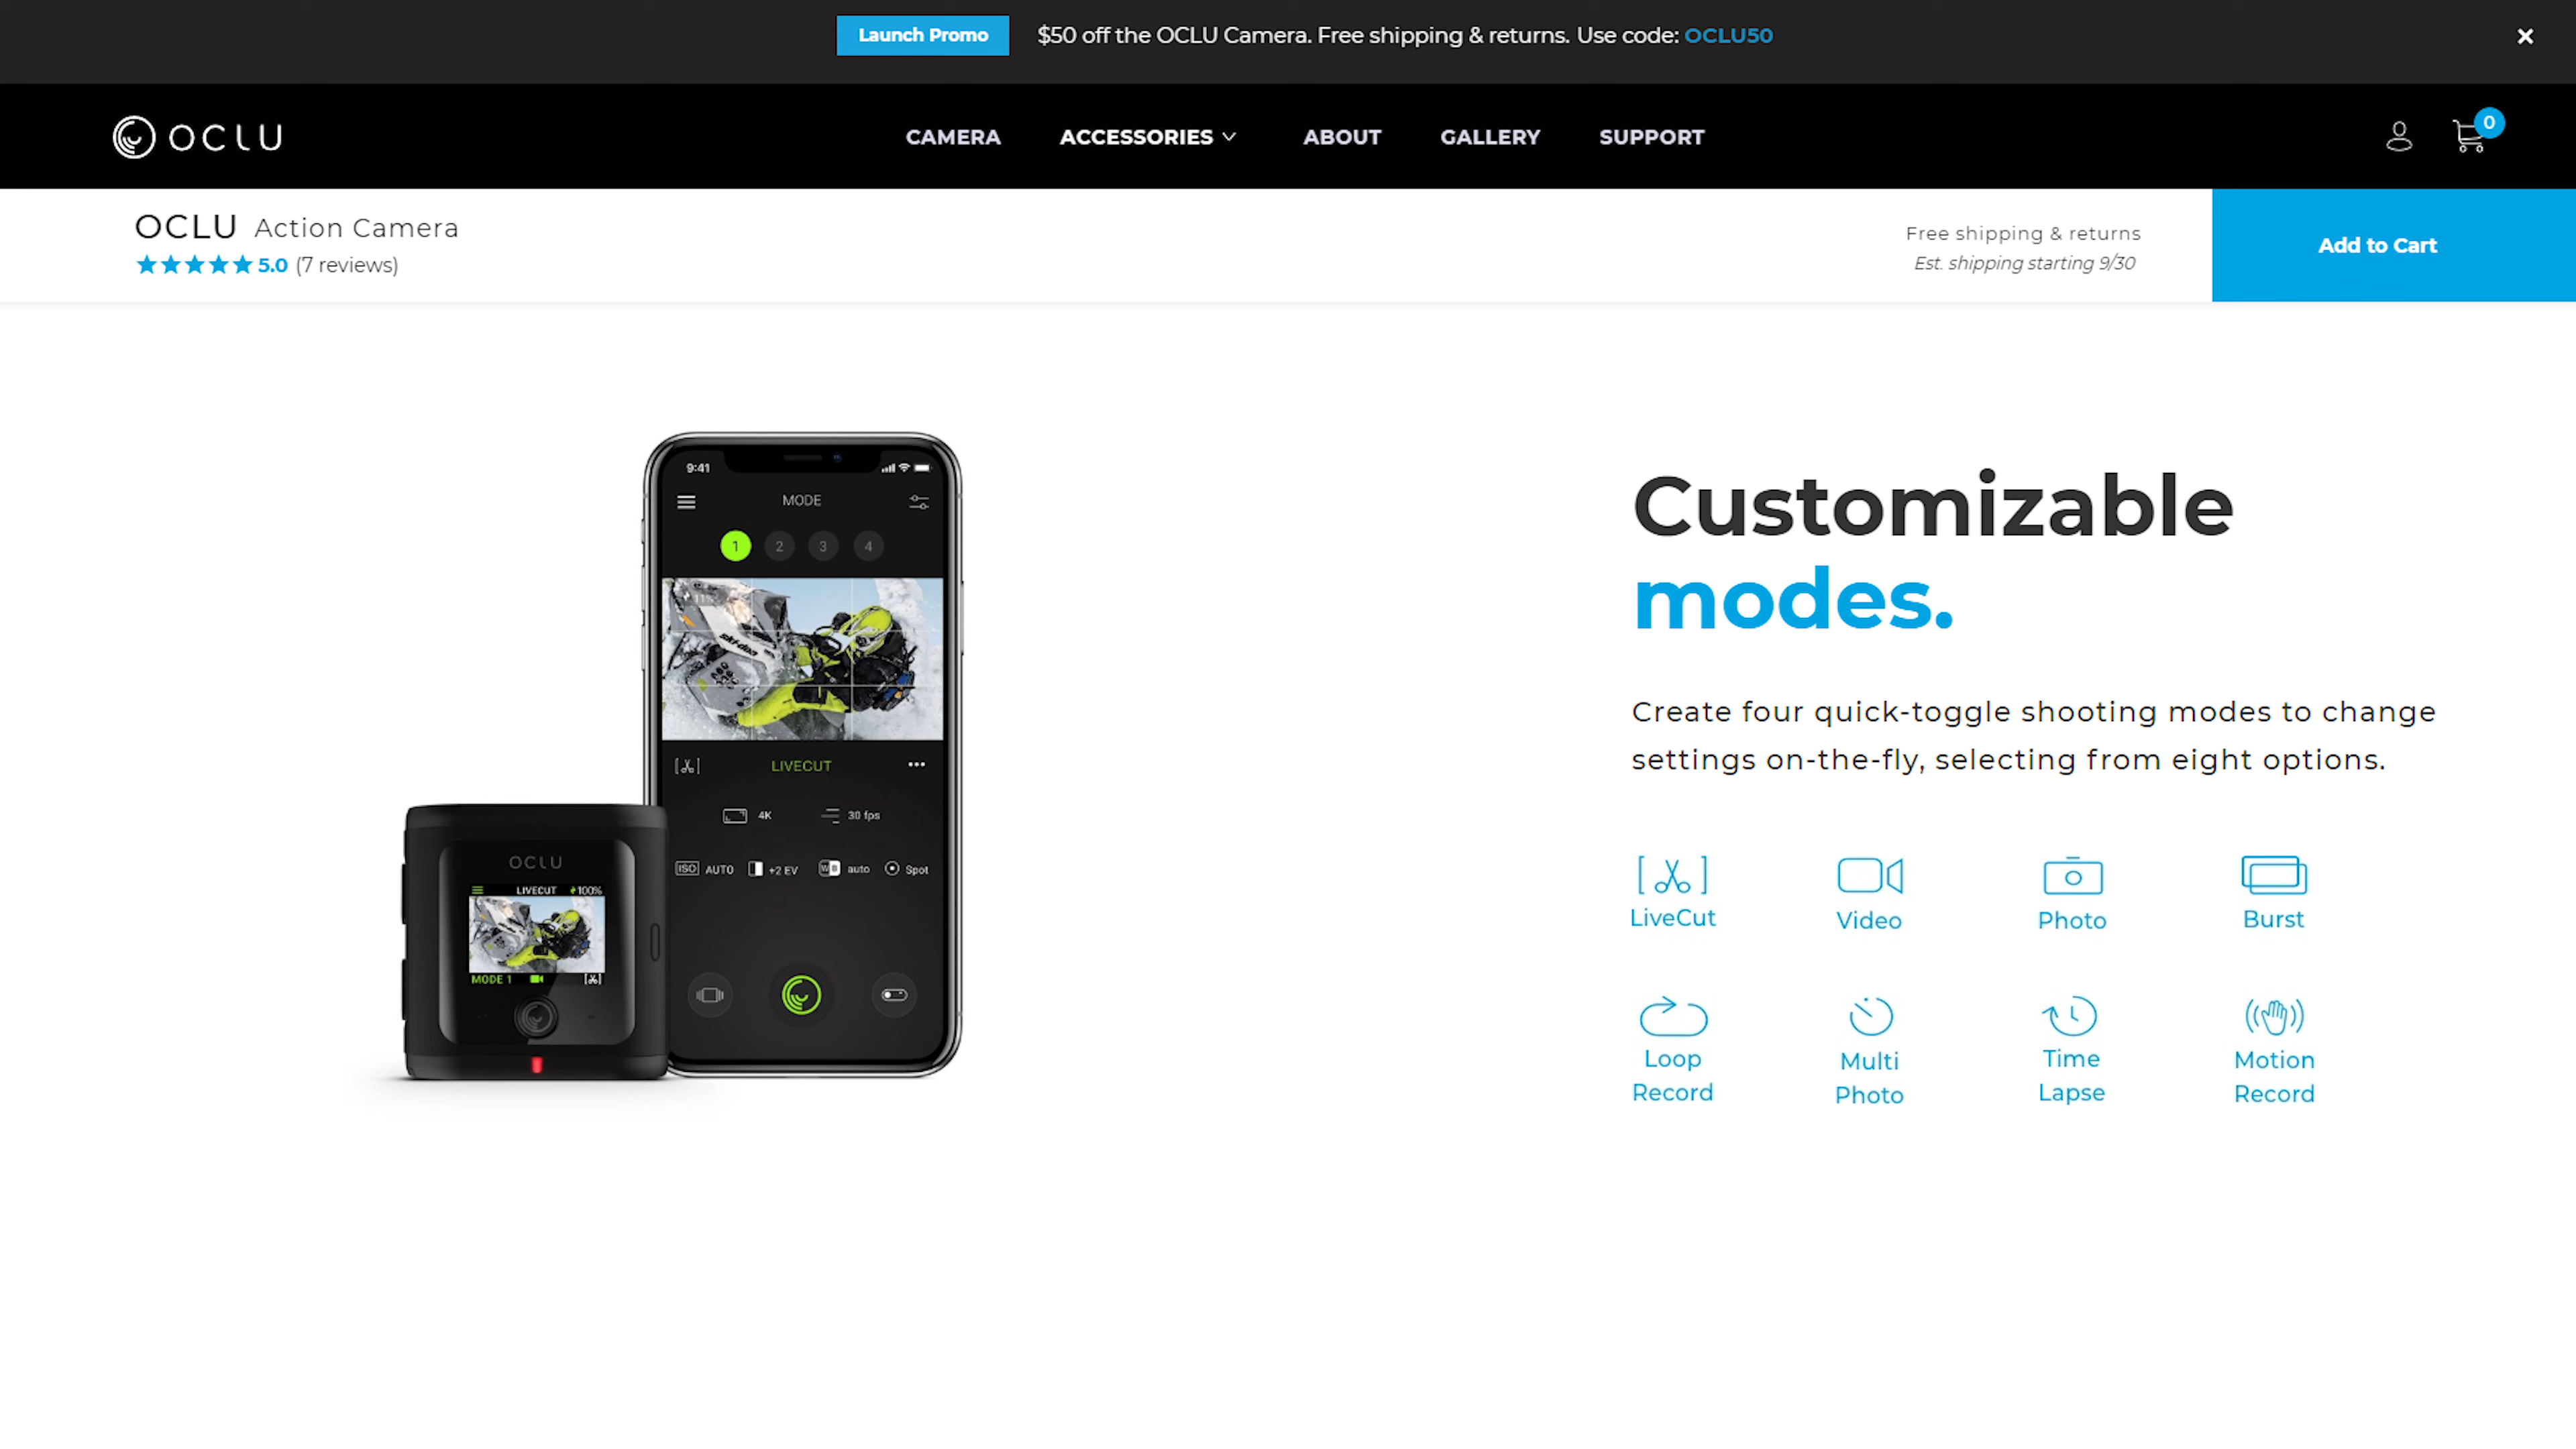 Launch Promo $50 off the OCLU Camera. Free shipping & returns. Use code: OCLU50
OCLU CAMERA ACCESSORIES ABOUT GALLERY SUPPORT 0
OCLU Action Camera
5.0 (7 reviews)
Free shipping & returns
Est. shipping starting 9/30
Add to Cart
9:41
MODE
1 2 3 4
11%
ski-doo
LIVECUT
4K 30 fps
ISO AUTO +2 EV WB auto Spot
OCLU
LIVECUT 100%
MODE 1
Customizable
modes.
Create four quick-toggle shooting modes to change
settings on-the-fly, selecting from eight options.
LiveCut Video Photo Burst
Loop Record
Multi Photo
Time Lapse
Motion Record